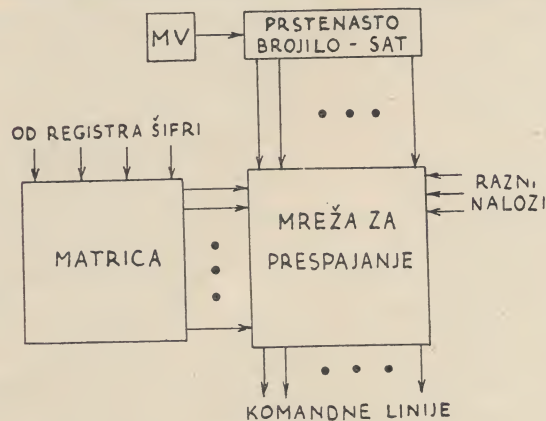 MV
PRSTENASTO
BROJILO - SAT
OD REGISTRA ŠIFRI
RAZNI
NALOZI
MATRICA
MREŽA ZA
PRESPAJANJE
KOMANDNE LINIJE